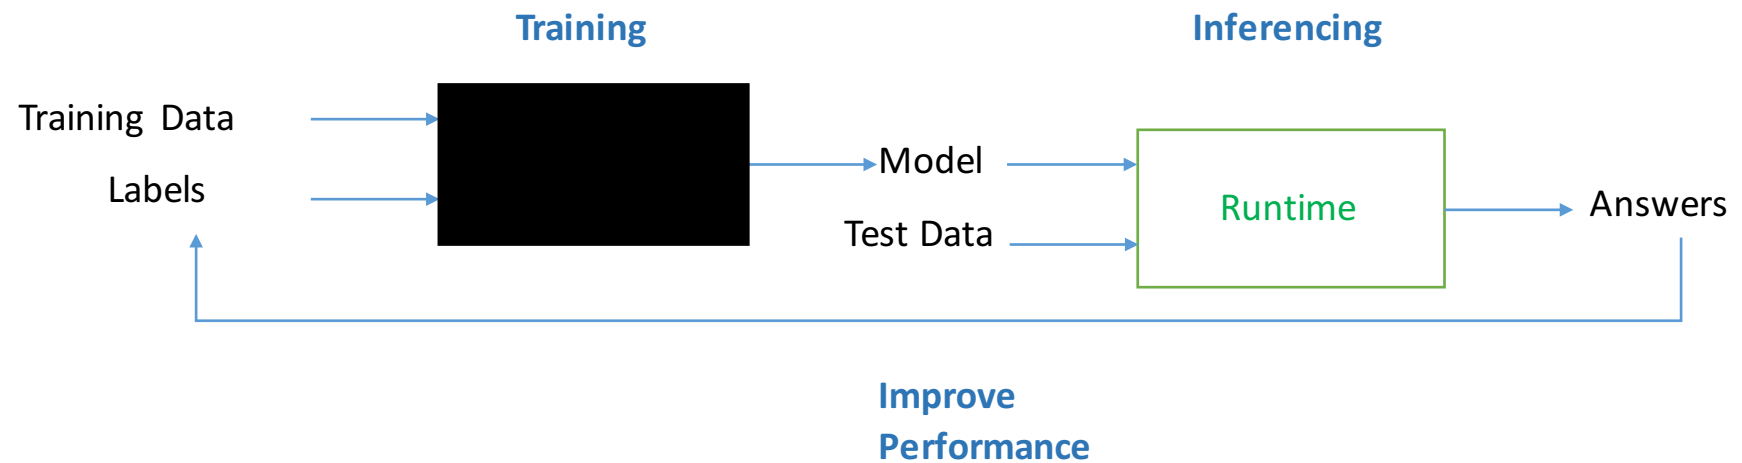 Training
Inferencing
Training Data
Labels
Model
Test Data
Runtime
Answers
Improve
Performance